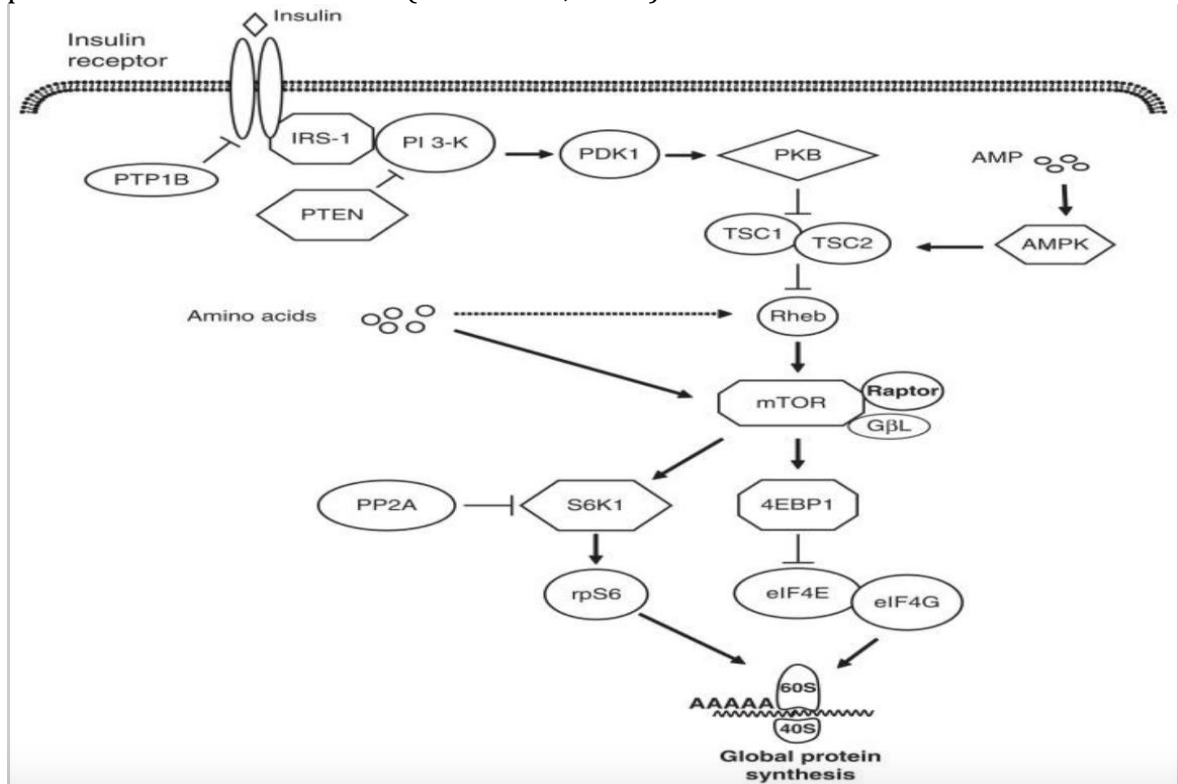 Insulin
Insulin
receptor
IRS-1
PI 3-K
PDK1
PKB
AMP
PTP1B
PTEN
TSC1
TSC2
AMPK
Amino acids
Rheb
mTOR
Raptor
GβL
PP2A
S6K1
4EBP1
rpS6
eIF4E
eIF4G
60S
AAAAA
40S
Global protein
synthesis